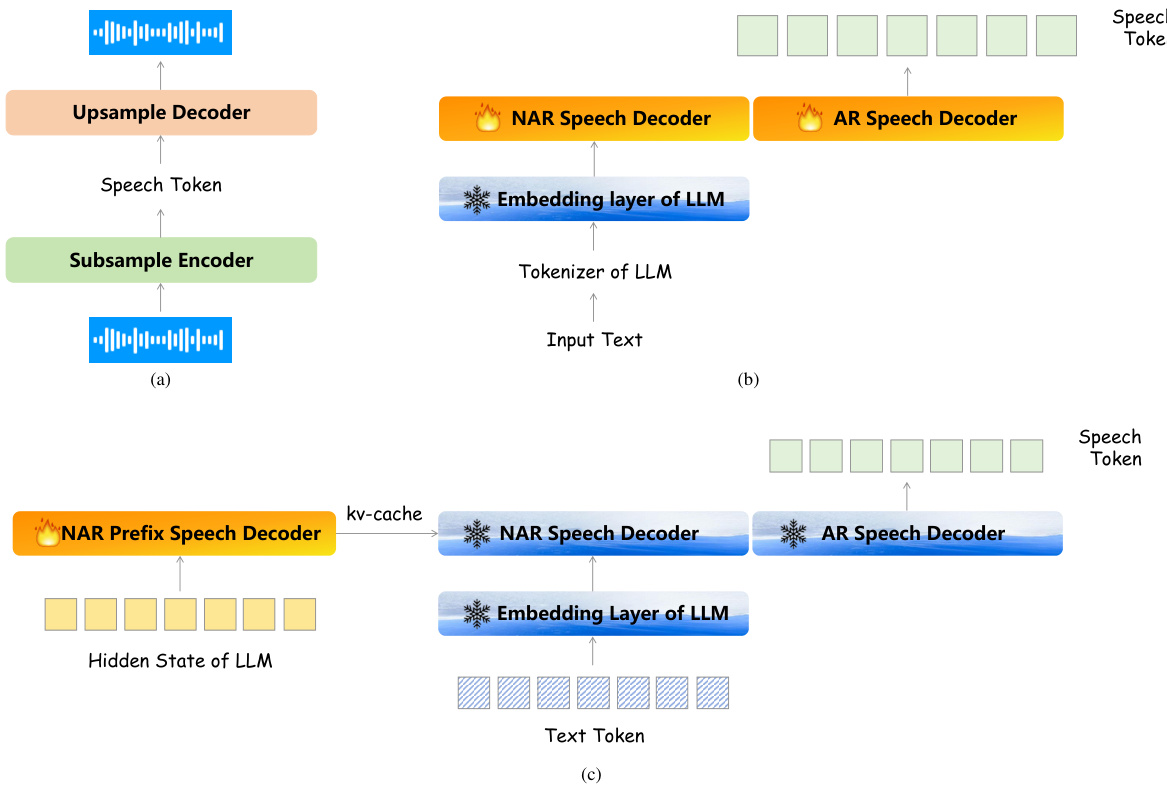 Upsample Decoder
Speech Token
Subsample Encoder
(a)
Speech
Token
NAR Speech Decoder
AR Speech Decoder
Embedding layer of LLM
Tokenizer of LLM
Input Text
(b)
Speech
Token
NAR Prefix Speech Decoder
kv-cache
NAR Speech Decoder
AR Speech Decoder
Embedding Layer of LLM
Hidden State of LLM
Text Token
(c)